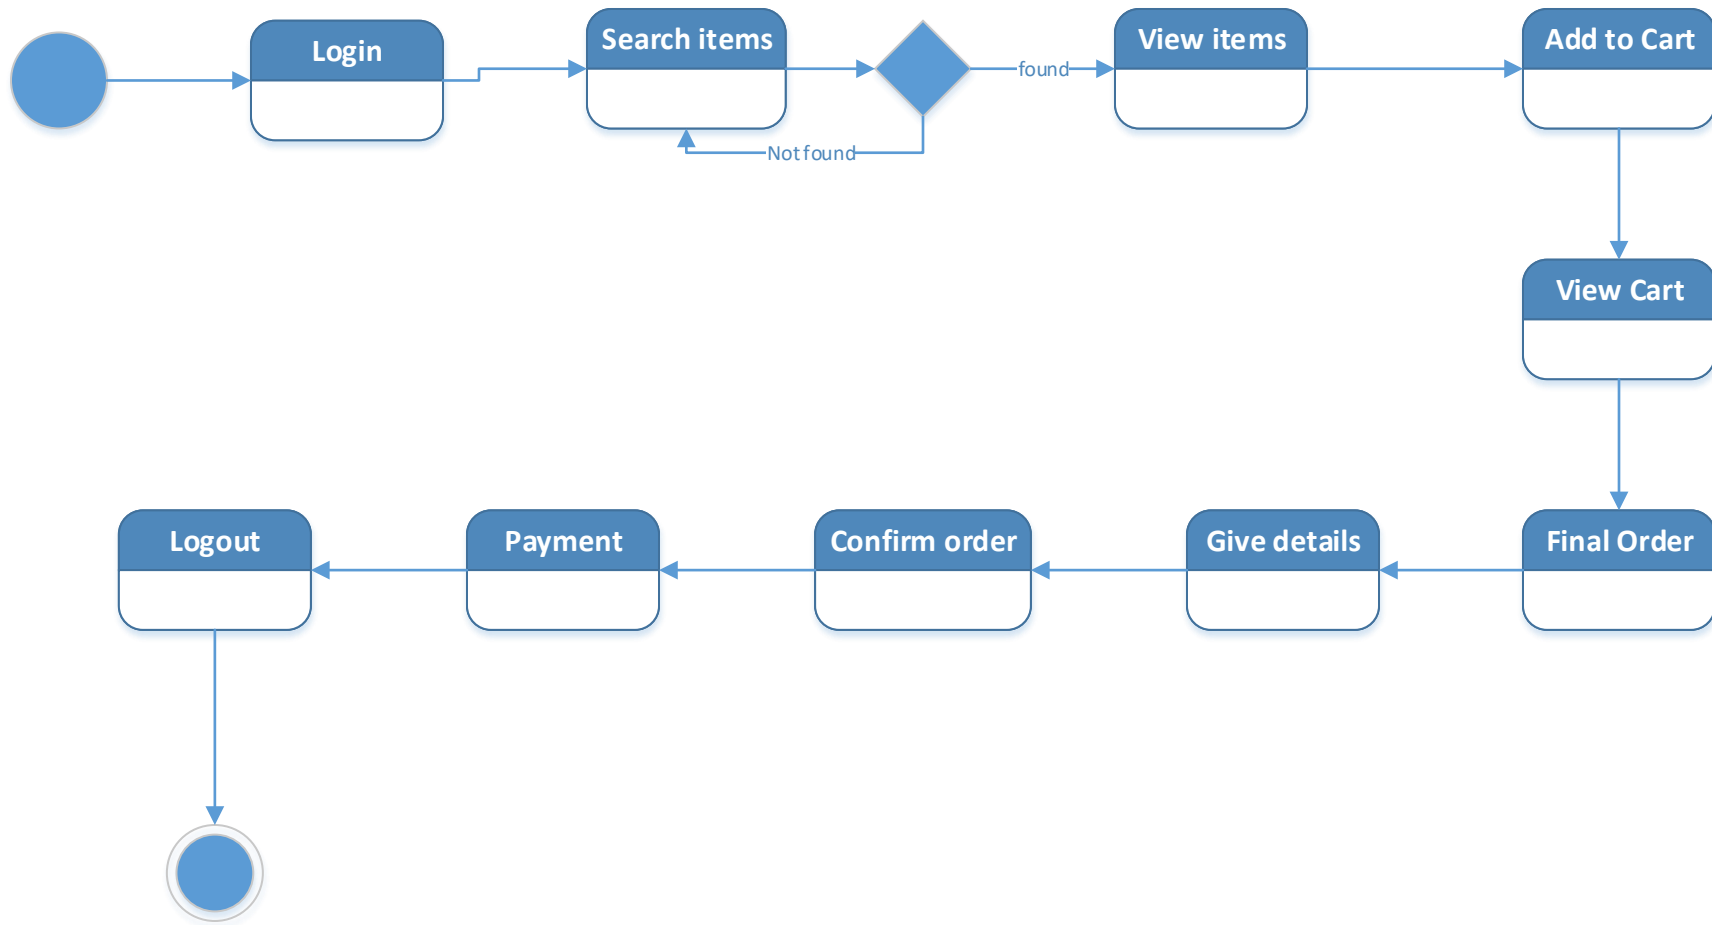 Login
Search items
View items
Add to Cart
found
Not found
View Cart
Logout
Payment
Confirm order
Give details
Final Order